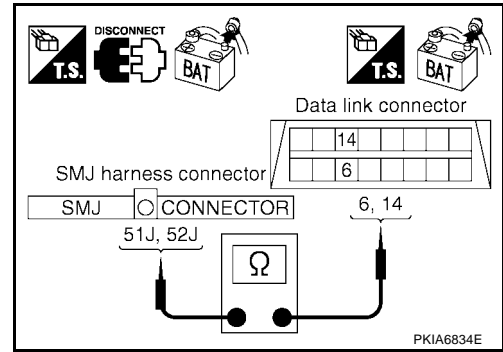 DISCONNECT
T.S.
BAT
T.S.
BAT
Data link connector
14
6
SMJ harness connector
SMJ CONNECTOR
51J, 52J
6, 14
Ω
PKIA6834E